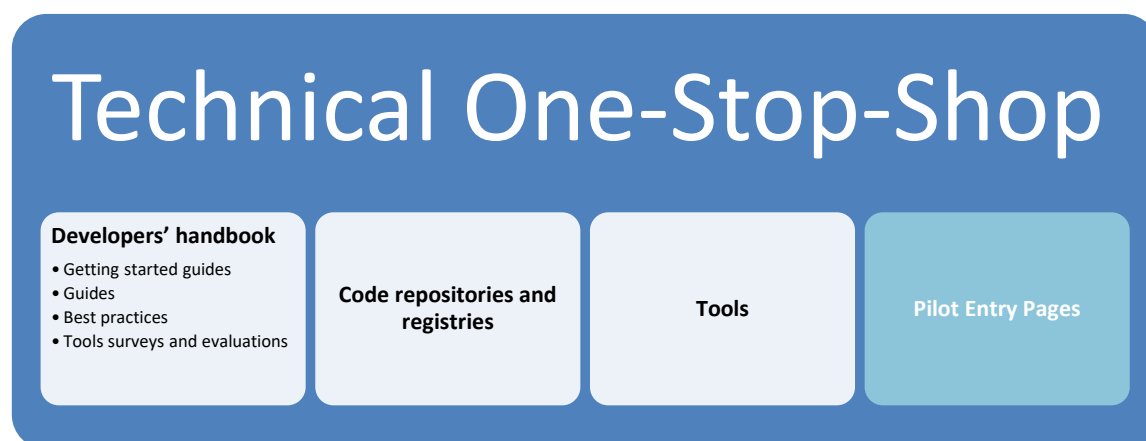 Technical One-Stop-Shop
Developers’ handbook
• Getting started guides
• Guides
• Best practices
• Tools surveys and evaluations
Code repositories and
registries
Tools
Pilot Entry Pages